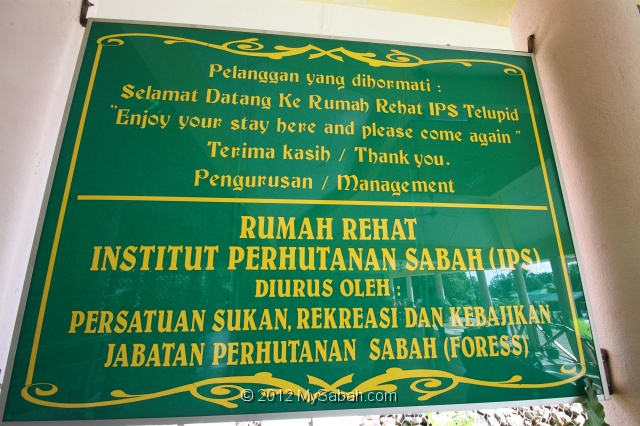 Pelanggan yang dihormati :
Selamat Datang Ke Rumah Rehat IPS Telupid
"Enjoy your stay here and please come again"
Terima kasih / Thank you.
Pengurusan / Management
RUMAH REHAT
INSTITUT PERHUTANAN SABAH (IPS)
DIURUS OLEH :
PERSATUAN SUKAN, REKREASI DAN KEBAJIKAN
JABATAN PERHUTANAN SABAH (FORESS)
© 2012 MySabah.com